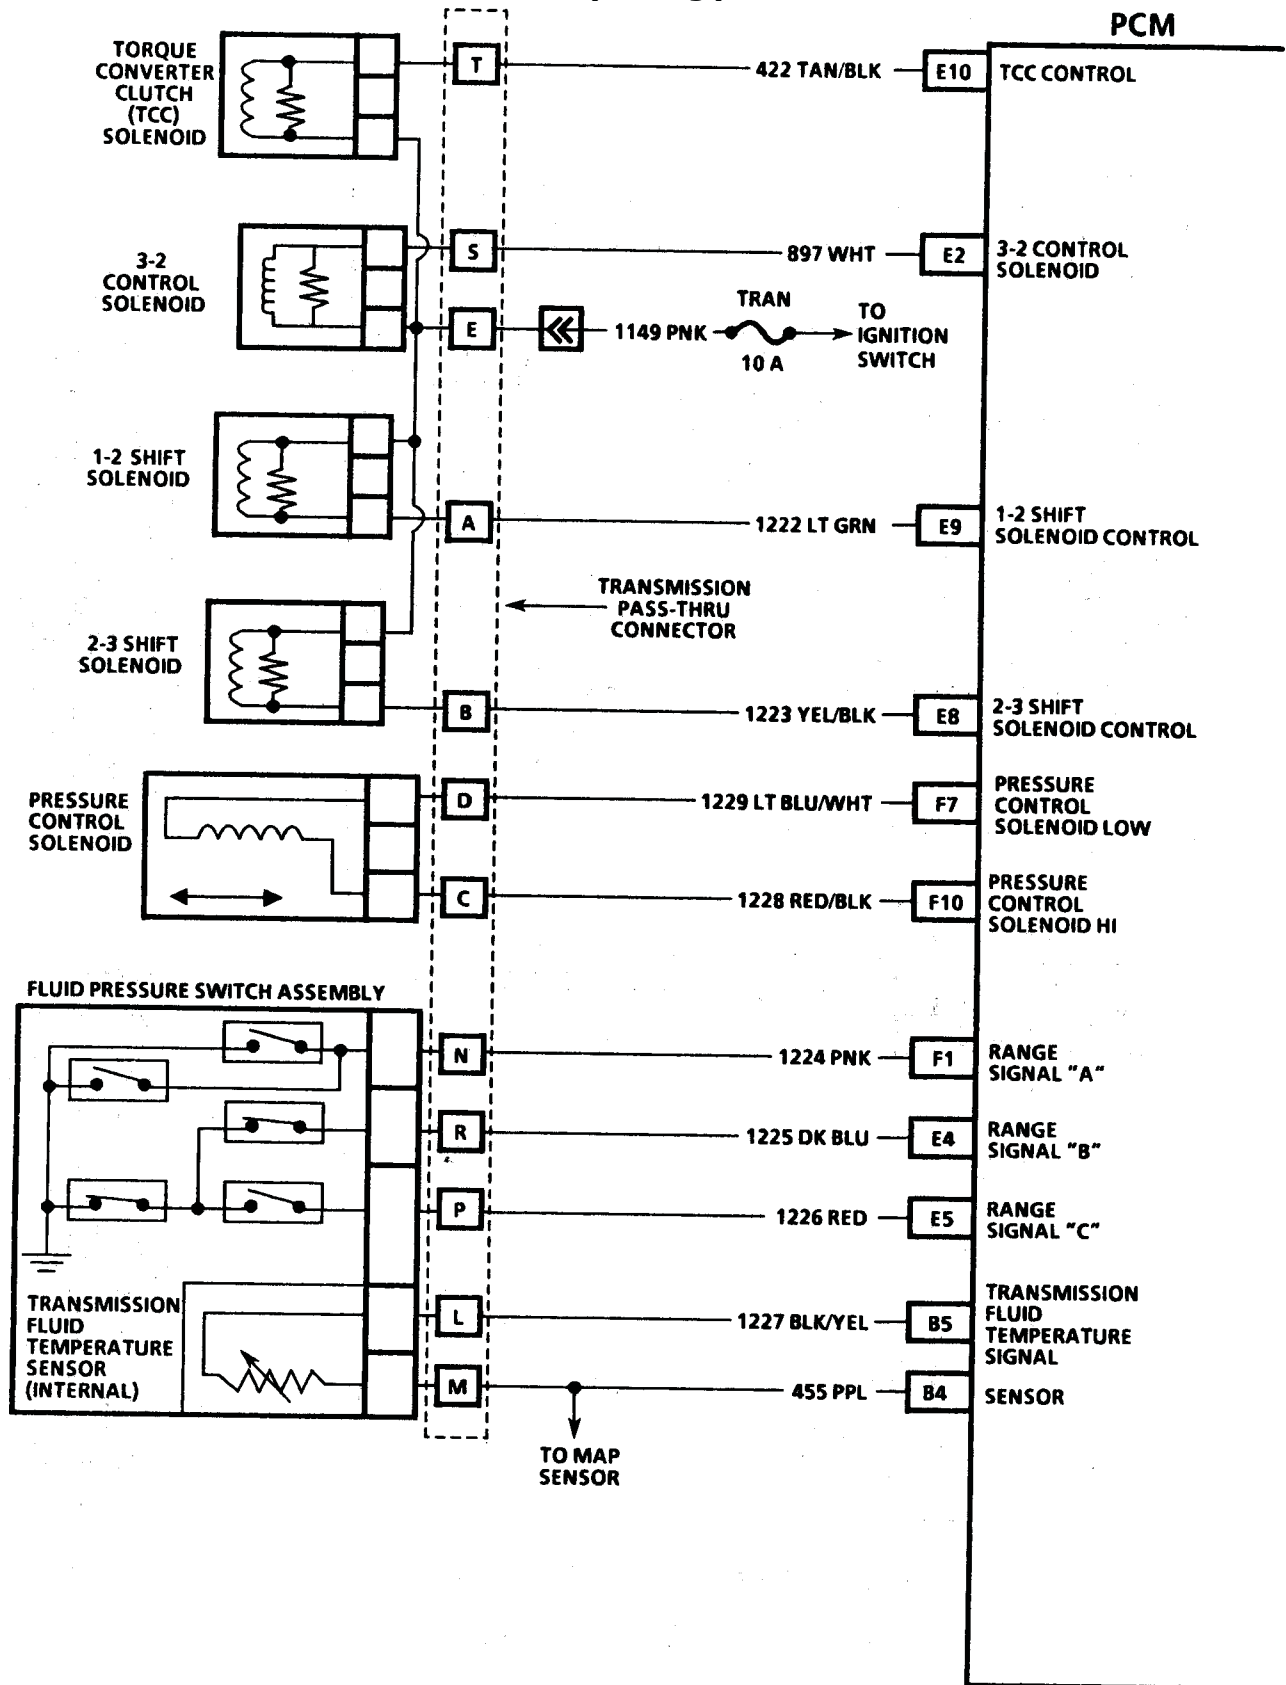 PCM
TORQUE
CONVERTER
CLUTCH
(TCC)
SOLENOID
T
422 TAN/BLK
E10
TCC CONTROL
3-2
CONTROL
SOLENOID
S
897 WHT
E2
3-2 CONTROL
SOLENOID
E
1149 PNK
TRAN
10 A
TO
IGNITION
SWITCH
1-2 SHIFT
SOLENOID
A
1222 LT GRN
E9
1-2 SHIFT
SOLENOID CONTROL
TRANSMISSION
PASS-THRU
CONNECTOR
2-3 SHIFT
SOLENOID
B
1223 YEL/BLK
E8
2-3 SHIFT
SOLENOID CONTROL
PRESSURE
CONTROL
SOLENOID
D
1229 LT BLU/WHT
F7
PRESSURE
CONTROL
SOLENOID LOW
C
1228 RED/BLK
F10
PRESSURE
CONTROL
SOLENOID HI
FLUID PRESSURE SWITCH ASSEMBLY
N
1224 PNK
F1
RANGE
SIGNAL "A"
R
1225 DK BLU
E4
RANGE
SIGNAL "B"
P
1226 RED
E5
RANGE
SIGNAL "C"
TRANSMISSION
FLUID
TEMPERATURE
SENSOR
(INTERNAL)
L
1227 BLK/YEL
B5
TRANSMISSION
FLUID
TEMPERATURE
SIGNAL
M
455 PPL
B4
SENSOR
TO MAP
SENSOR